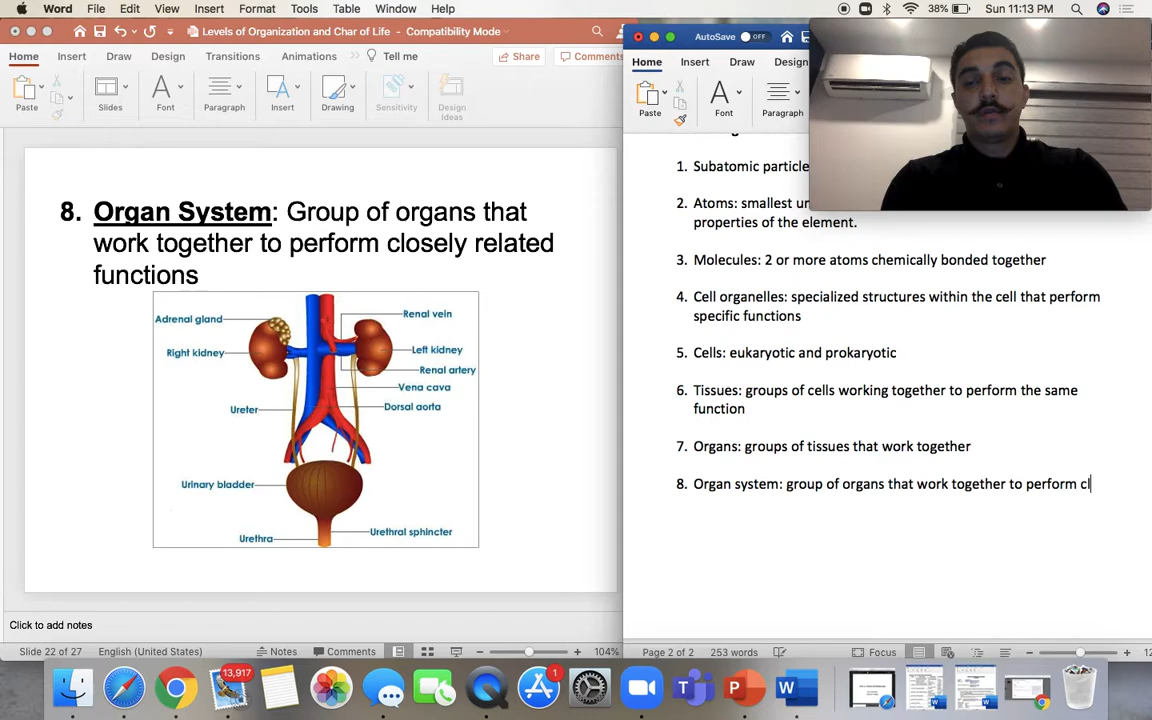 Word File Edit View Insert Format Tools Table Window Help 38% Sun 11:13 PM
Levels of Organization and Char of Life - Compatibility Mode
AutoSave OFF
Home Insert Draw Design Transitions Animations Tell me Share Comments
Home Insert Draw Design
Paste Slides Font Paragraph Insert Drawing Sensitivity Design Ideas
Paste Font Paragraph
8. Organ System: Group of organs that
work together to perform closely related
functions
Adrenal gland
Renal vein
Right kidney
Left kidney
Renal artery
Vena cava
Ureter
Dorsal aorta
Urinary bladder
Urethral sphincter
Urethra
Click to add notes
Slide 22 of 27 English (United States) Notes Comments 104%
1. Subatomic particle
2. Atoms: smallest un
properties of the element.
3. Molecules: 2 or more atoms chemically bonded together
4. Cell organelles: specialized structures within the cell that perform
specific functions
5. Cells: eukaryotic and prokaryotic
6. Tissues: groups of cells working together to perform the same
function
7. Organs: groups of tissues that work together
8. Organ system: group of organs that work together to perform cl
Page 2 of 2 253 words Focus 12
13,917
1